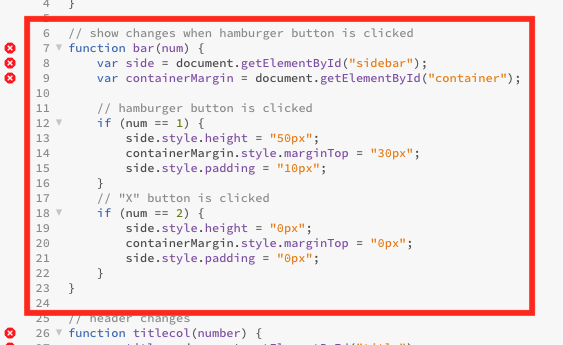 4 }
5
6 // show changes when hamburger button is clicked
7 function bar(num) {
8 var side = document.getElementById("sidebar");
9 var containerMargin = document.getElementById("container");
10
11 // hamburger button is clicked
12 if (num == 1) {
13 side.style.height = "50px";
14 containerMargin.style.marginTop = "30px";
15 side.style.padding = "10px";
16 }
17 // "X" button is clicked
18 if (num == 2) {
19 side.style.height = "0px";
20 containerMargin.style.marginTop = "0px";
21 side.style.padding = "0px";
22 }
23 }
24
25 // header changes
26 function titlecol(number) {